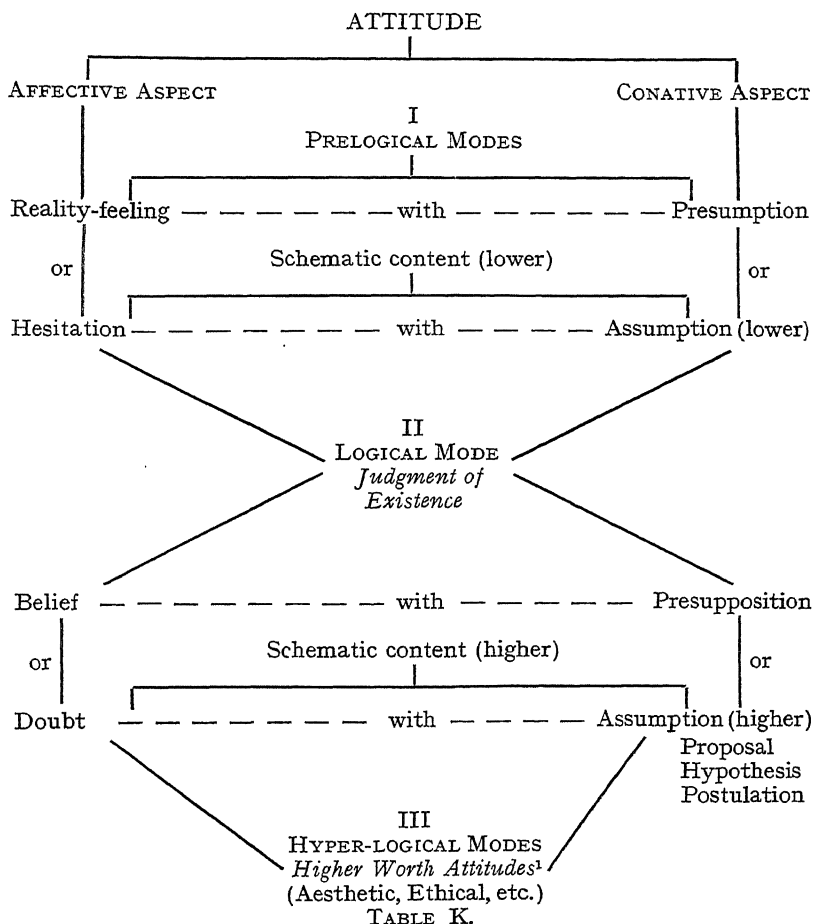 ATTITUDE
AFFECTIVE ASPECT CONATIVE ASPECT
I
PRELOGICAL MODES
Reality-feeling with Presumption
or Schematic content (lower) or
Hesitation with Assumption (lower)
II
LOGICAL MODE
Judgment of
Existence
Belief with Presupposition
or Schematic content (higher) or
Doubt with Assumption (higher)
Proposal
Hypothesis
Postulation
III
HYPER-LOGICAL MODES
Higher Worth Attitudes¹
(Aesthetic, Ethical, etc.)
TABLE K.